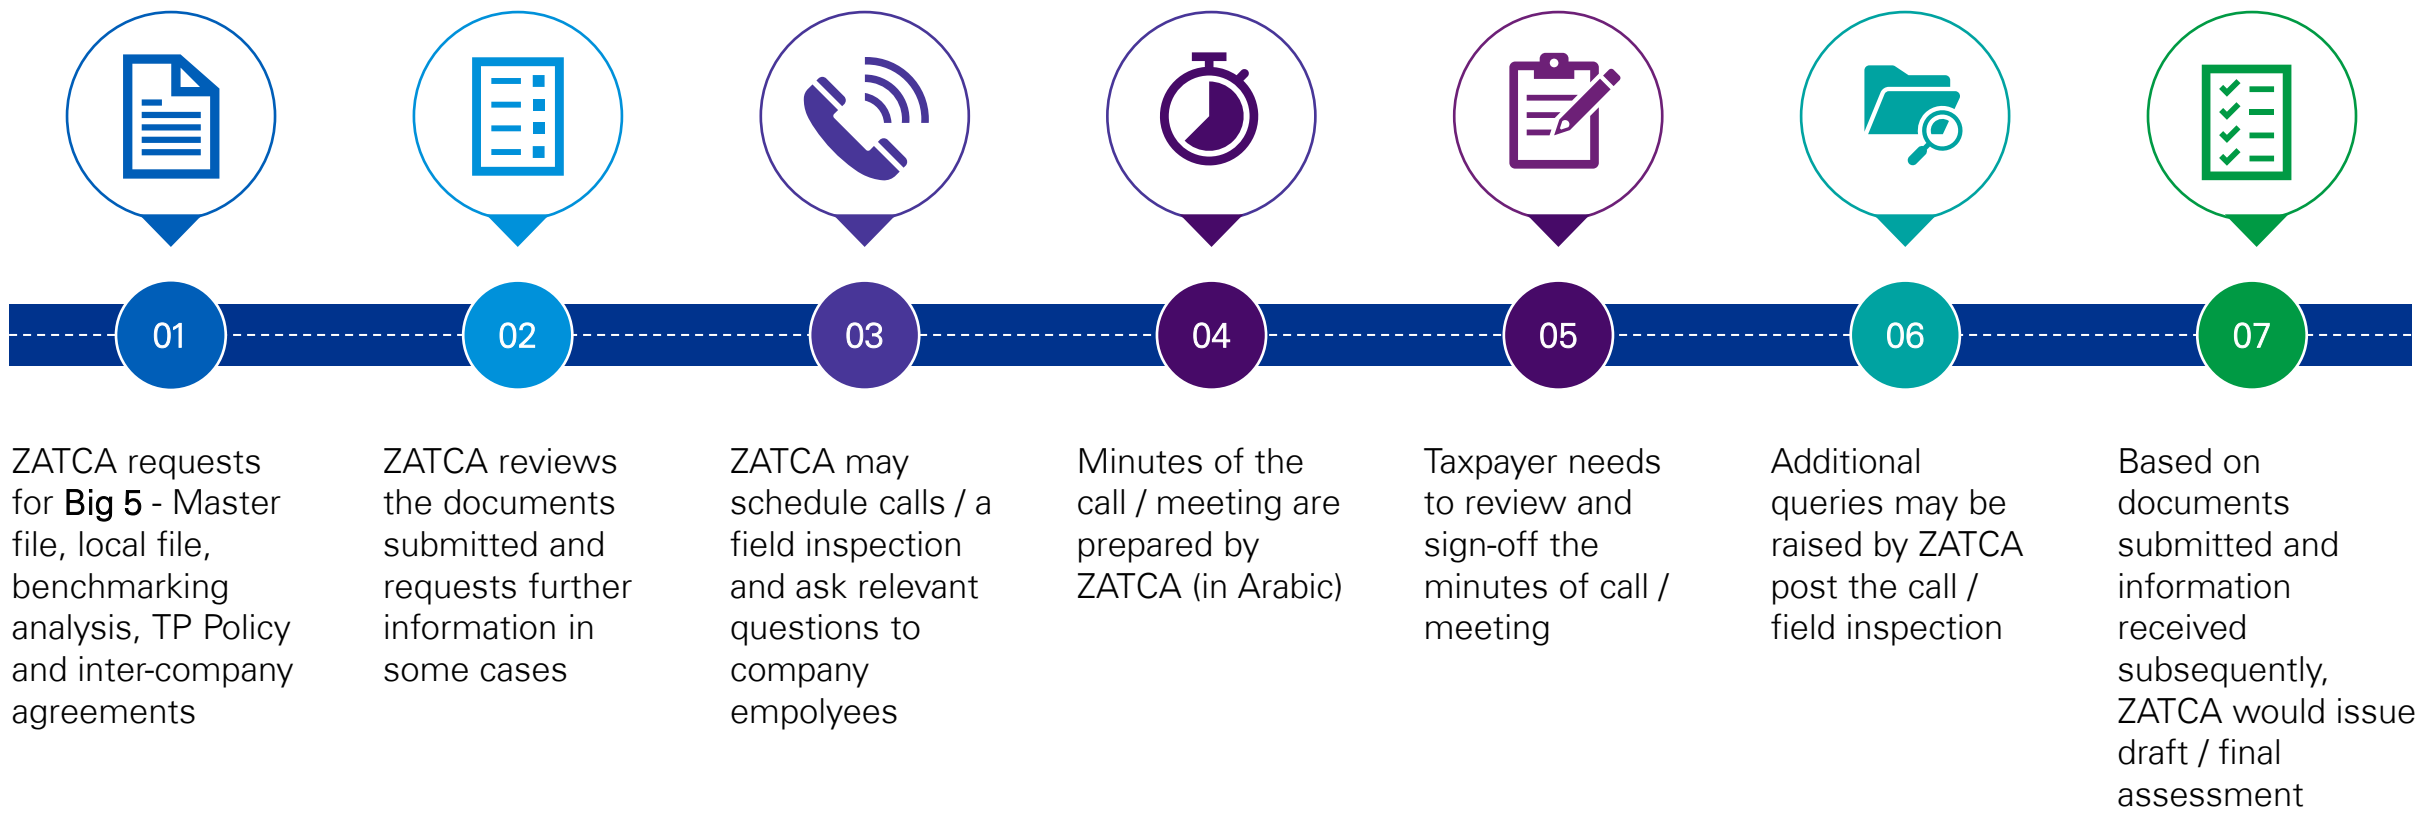 01
02
03
04
05
06
07
ZATCA requests
for Big 5 - Master
file, local file,
benchmarking
analysis, TP Policy
and inter-company
agreements
ZATCA reviews
the documents
submitted and
requests further
information in
some cases
ZATCA may
schedule calls / a
field inspection
and ask relevant
questions to
company
empolyees
Minutes of the
call / meeting are
prepared by
ZATCA (in Arabic)
Taxpayer needs
to review and
sign-off the
minutes of call /
meeting
Additional
queries may be
raised by ZATCA
post the call /
field inspection
Based on
documents
submitted and
information
received
subsequently,
ZATCA would issue
draft / final
assessment